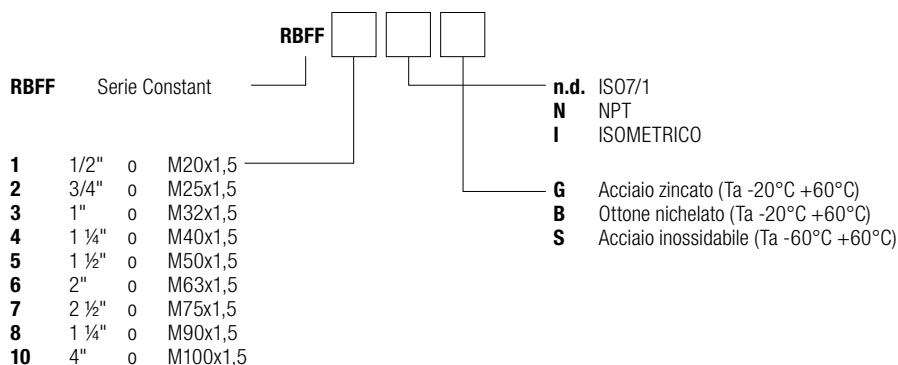 RBFF
RBFF Serie Constant
n.d. ISO7/1
N NPT
I ISOMETRICO
1 1/2" o M20x1,5
2 3/4" o M25x1,5
3 1" o M32x1,5
4 1 ¼" o M40x1,5
5 1 ½" o M50x1,5
6 2" o M63x1,5
7 2 ½" o M75x1,5
8 1 ¼" o M90x1,5
10 4" o M100x1,5
G Acciaio zincato (Ta -20°C +60°C)
B Ottone nichelato (Ta -20°C +60°C)
S Acciaio inossidabile (Ta -60°C +60°C)